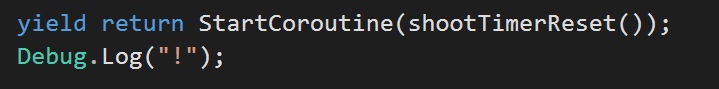 yield return StartCoroutine(shootTimerReset());
Debug.Log("!");